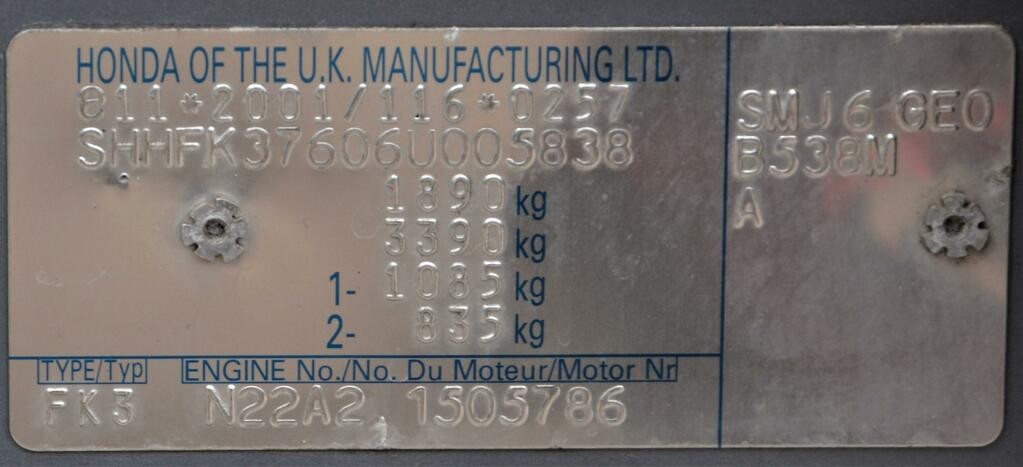 HONDA OF THE U.K. MANUFACTURING LTD.
e11*2001/116*0257
SHHFK37606U005838
1890 kg
3390 kg
1- 1085 kg
2- 835 kg
TYPE/Typ ENGINE No./No. Du Moteur/Motor Nr
FK3 N22A2 1505786
SMJ6 GEO
B538M
A